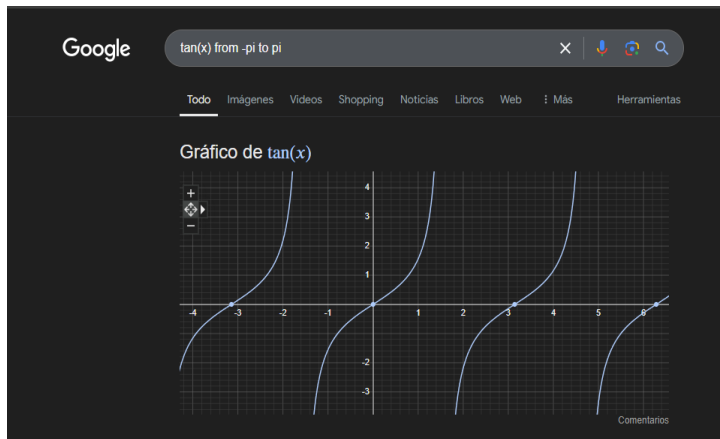 Google
tan(x) from -pi to pi
Todo Imágenes Videos Shopping Noticias Libros Web Más Herramientas
Gráfico de tan(x)
4
3
2
1
-4 -3 -2 -1 1 2 3 4 5 6
-2
-3
Comentarios